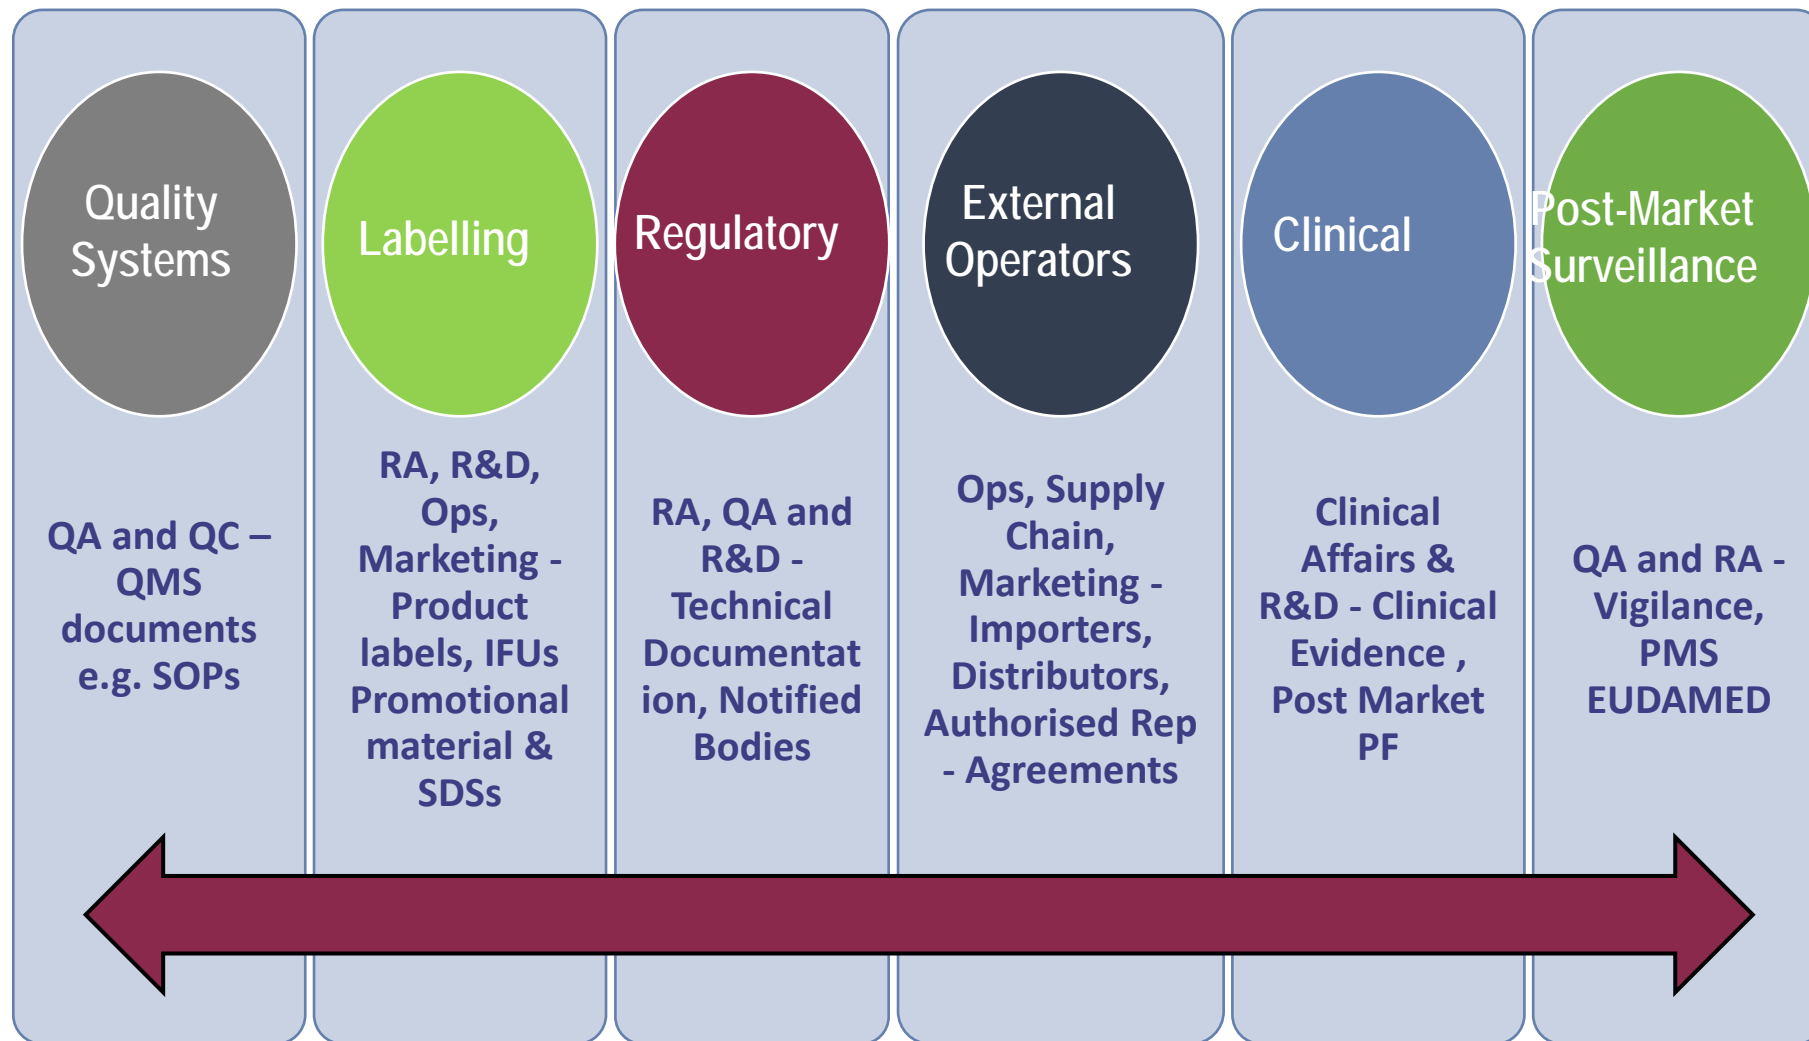 Quality
Systems
QA and QC –
QMS
documents
e.g. SOPs
Labelling
RA, R&D,
Ops,
Marketing -
Product
labels, IFUs
Promotional
material &
SDSs
Regulatory
RA, QA and
R&D -
Technical
Documentat
ion, Notified
Bodies
External
Operators
Ops, Supply
Chain,
Marketing -
Importers,
Distributors,
Authorised Rep
- Agreements
Clinical
Clinical
Affairs &
R&D - Clinical
Evidence ,
Post Market
PF
Post-Market
Surveillance
QA and RA -
Vigilance,
PMS
EUDAMED